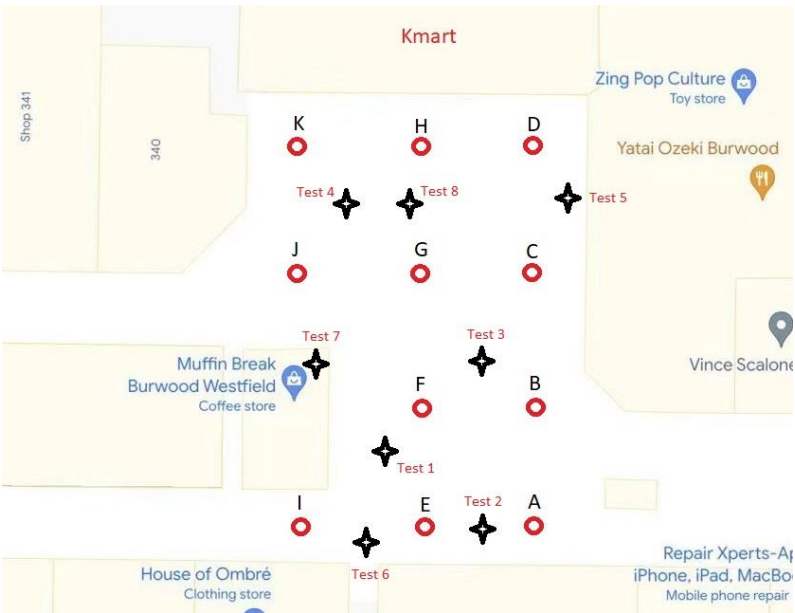 Kmart
Zing Pop Culture
Toy store
Shop 341
K
H
D
340
Yatai Ozeki Burwood
Test 4
Test 8
Test 5
J
G
C
Test 7
Test 3
Muffin Break
Burwood Westfield
Coffee store
Vince Scalone
F
B
Test 1
I
E
Test 2
A
Repair Xperts-Ap
iPhone, iPad, MacBo
Mobile phone repair
House of Ombré
Clothing store
Test 6